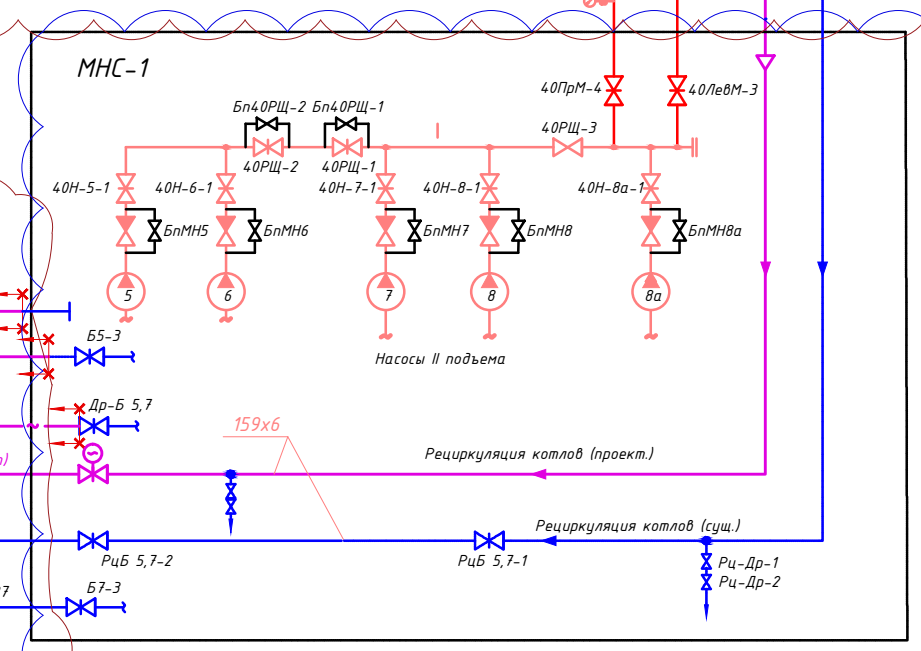 МНС-1
40ПрМ-4
40ЛевМ-3
Бп40РЩ-2
Бп40РЩ-1
40РЩ-3
40РЩ-2
40РЩ-1
40Н-5-1
40Н-6-1
40Н-7-1
40Н-8-1
40Н-8а-1
БпМН5
БпМН6
БпМН7
БпМН8
БпМН8а
5
6
7
8
8а
Насосы II подъема
Б5-3
Др-Б 5,7
159х6
Рециркуляция котлов (проект.)
Рециркуляция котлов (сущ.)
РцБ 5,7-2
РцБ 5,7-1
Рц-Др-1
Рц-Др-2
Б7-3